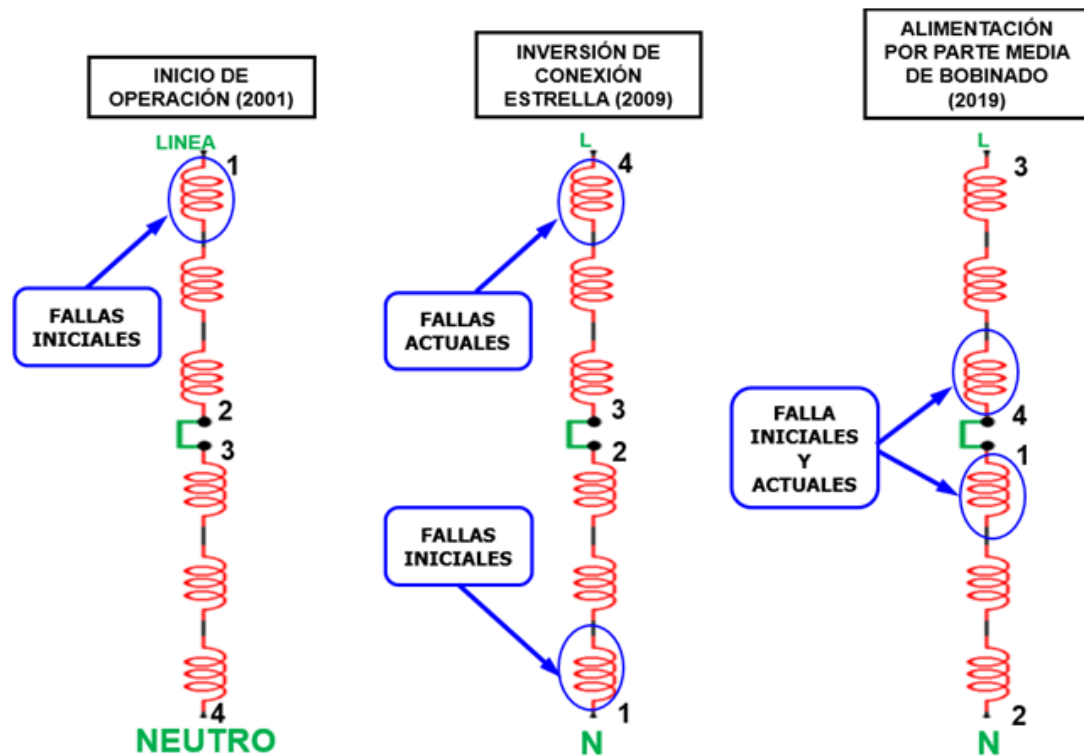 INICIO DE
OPERACIÓN (2001)
LINEA
1
FALLAS
INICIALES
2
3
4
NEUTRO
INVERSIÓN DE
CONEXIÓN
ESTRELLA (2009)
L
4
FALLAS
ACTUALES
3
2
FALLAS
INICIALES
1
N
ALIMENTACIÓN
POR PARTE MEDIA
DE BOBINADO
(2019)
L
3
FALLA
INICIALES
Y
ACTUALES
4
1
2
N